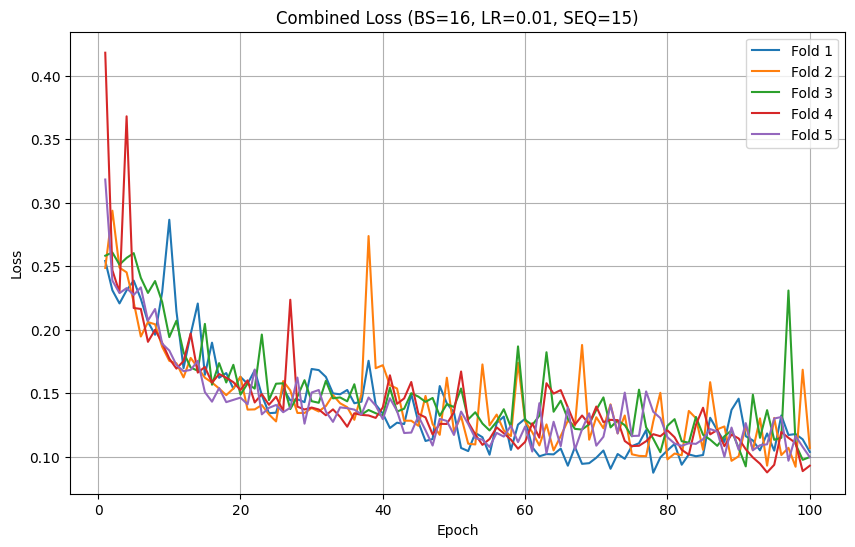 Combined Loss (BS=16, LR=0.01, SEQ=15)
Fold 1
Fold 2
Fold 3
Fold 4
Fold 5
Loss
0.40
0.35
0.30
0.25
0.20
0.15
0.10
0
20
40
60
80
100
Epoch